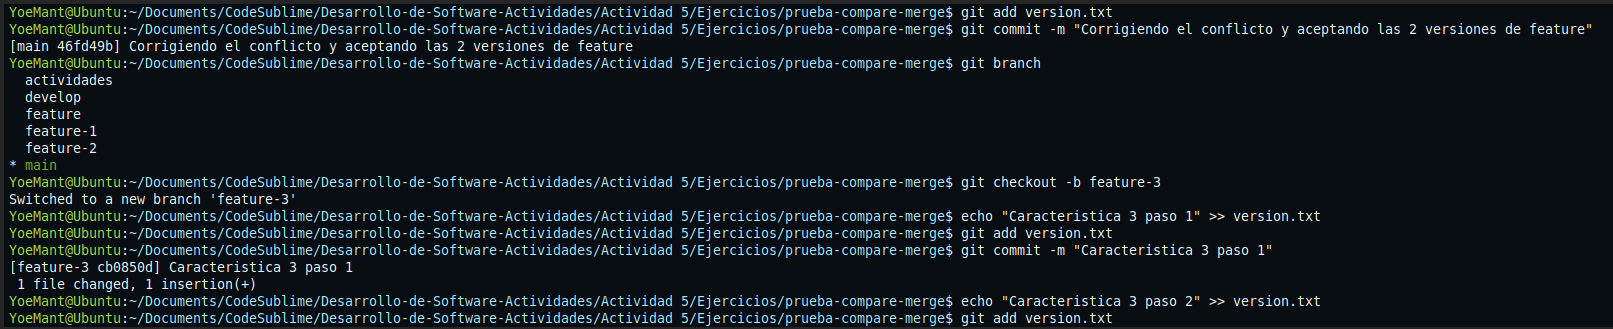 YoeMant@Ubuntu:~/Documents/CodeSublime/Desarrollo-de-Software-Actividades/Actividad 5/Ejercicios/prueba-compare-merge$ git add version.txt
YoeMant@Ubuntu:~/Documents/CodeSublime/Desarrollo-de-Software-Actividades/Actividad 5/Ejercicios/prueba-compare-merge$ git commit -m "Corrigiendo el conflicto y aceptando las 2 versiones de feature"
[main 46fd49b] Corrigiendo el conflicto y aceptando las 2 versiones de feature
YoeMant@Ubuntu:~/Documents/CodeSublime/Desarrollo-de-Software-Actividades/Actividad 5/Ejercicios/prueba-compare-merge$ git branch
  actividades
  develop
  feature
  feature-1
  feature-2
* main
YoeMant@Ubuntu:~/Documents/CodeSublime/Desarrollo-de-Software-Actividades/Actividad 5/Ejercicios/prueba-compare-merge$ git checkout -b feature-3
Switched to a new branch 'feature-3'
YoeMant@Ubuntu:~/Documents/CodeSublime/Desarrollo-de-Software-Actividades/Actividad 5/Ejercicios/prueba-compare-merge$ echo "Caracteristica 3 paso 1" >> version.txt
YoeMant@Ubuntu:~/Documents/CodeSublime/Desarrollo-de-Software-Actividades/Actividad 5/Ejercicios/prueba-compare-merge$ git add version.txt
YoeMant@Ubuntu:~/Documents/CodeSublime/Desarrollo-de-Software-Actividades/Actividad 5/Ejercicios/prueba-compare-merge$ git commit -m "Caracteristica 3 paso 1"
[feature-3 cb0850d] Caracteristica 3 paso 1
 1 file changed, 1 insertion(+)
YoeMant@Ubuntu:~/Documents/CodeSublime/Desarrollo-de-Software-Actividades/Actividad 5/Ejercicios/prueba-compare-merge$ echo "Caracteristica 3 paso 2" >> version.txt
YoeMant@Ubuntu:~/Documents/CodeSublime/Desarrollo-de-Software-Actividades/Actividad 5/Ejercicios/prueba-compare-merge$ git add version.txt